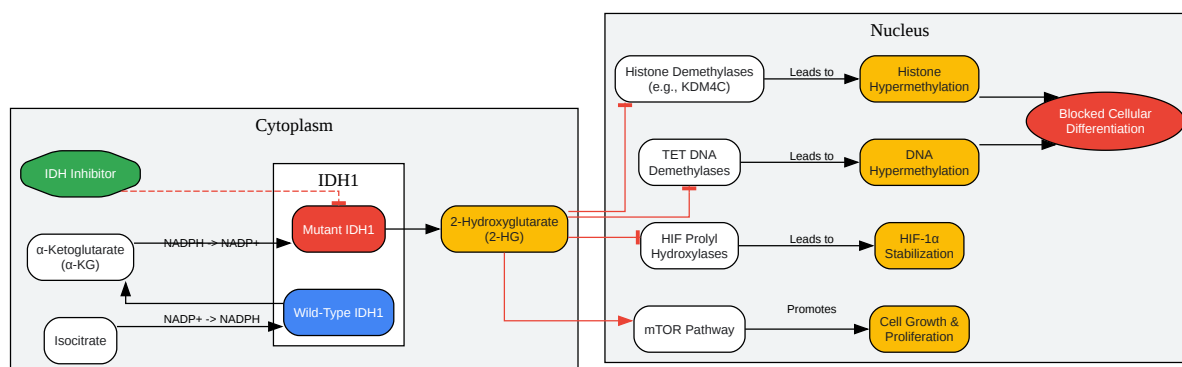 Cytoplasm
IDH Inhibitor
IDH1
Mutant IDH1
NADPH -> NADP+
α-Ketoglutarate
(α-KG)
2-Hydroxyglutarate
(2-HG)
Wild-Type IDH1
NADP+ -> NADPH
Isocitrate
Nucleus
Histone Demethylases
(e.g., KDM4C)
Leads to
Histone
Hypermethylation
Blocked Cellular
Differentiation
TET DNA
Demethylases
Leads to
DNA
Hypermethylation
HIF Prolyl
Hydroxylases
Leads to
HIF-1α
Stabilization
mTOR Pathway
Promotes
Cell Growth &
Proliferation